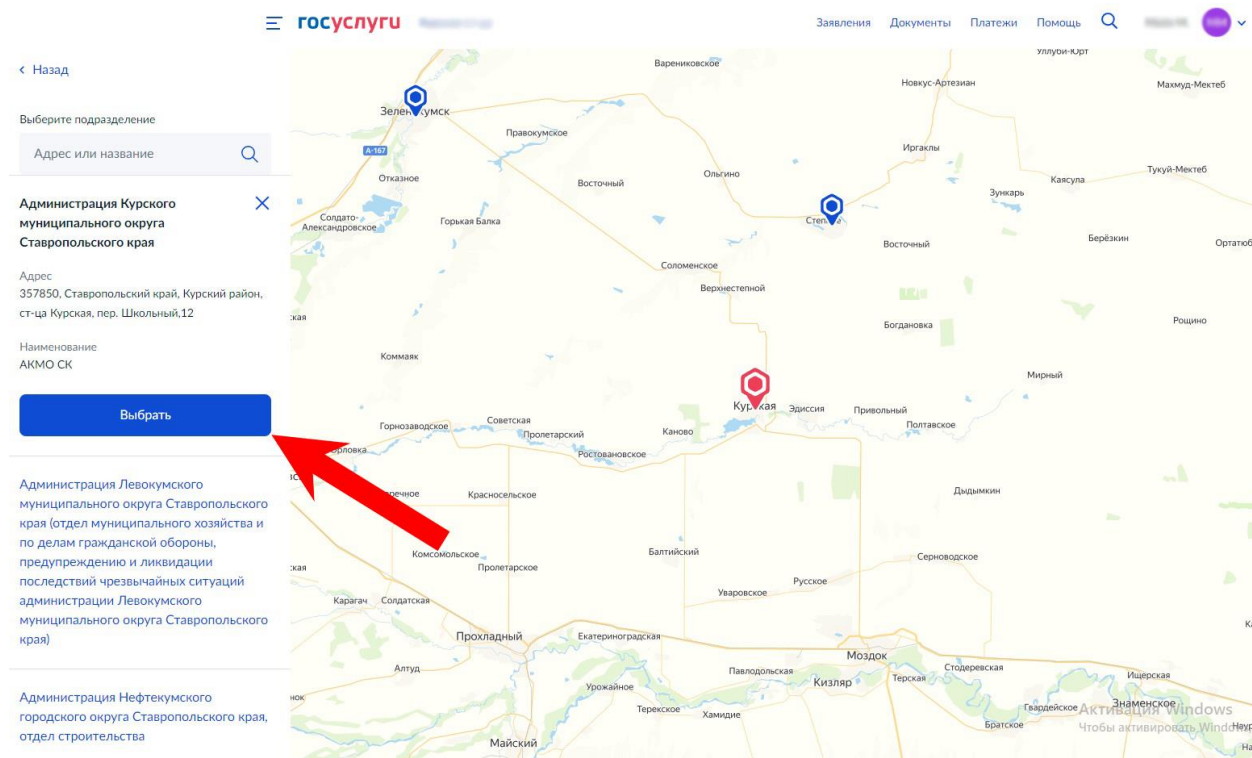 госуслуги
Заявления Документы Платежи Помощь
Назад
Выберите подразделение
Адрес или название
Администрация Курского
муниципального округа
Ставропольского края
Адрес
357850, Ставропольский край, Курский район,
ст-ца Курская, пер. Школьный,12
Наименование
АКМО СК
Выбрать
Администрация Левокумского
муниципального округа Ставропольского
края (отдел муниципального хозяйства и
по делам гражданской обороны,
предупреждению и ликвидации
последствий чрезвычайных ситуаций
администрации Левокумского
муниципального округа Ставропольского
края)
Администрация Нефтекумского
городского округа Ставропольского края,
отдел строительства
Уллуби-Юрт
Варениковское
Новкус-Артезиан
Махмуд-Мектеб
Правокумское
А-167
Иргаклы
Отказное
Восточный
Ольгино
Каясула
Тукуй-Мектеб
Зункарь
Солдато-
Александровское
Горькая Балка
Восточный
Берёзкин
Соломенское
Верхнестепной
Богдановка
Рощино
Коммаяк
Мирный
Эдиссия
Привольный
Горнозаводское
Советская
Пролетарский
Каново
Полтавское
Ростовановское
Красносельское
Дыдымкин
Комсомольское
Пролетарское
Балтийский
Серноводское
Русское
Уваровское
Карагач
Солдатская
Прохладный
Екатериноградская
Моздок
Алтуд
Павлодольская
Кизляр
Терская
Стодеревская
Ищерская
Урожайное
Терекское
Хамидие
Гвардейское
Знаменское
Братское
Майский
Активация Windows
Чтобы активировать Windows